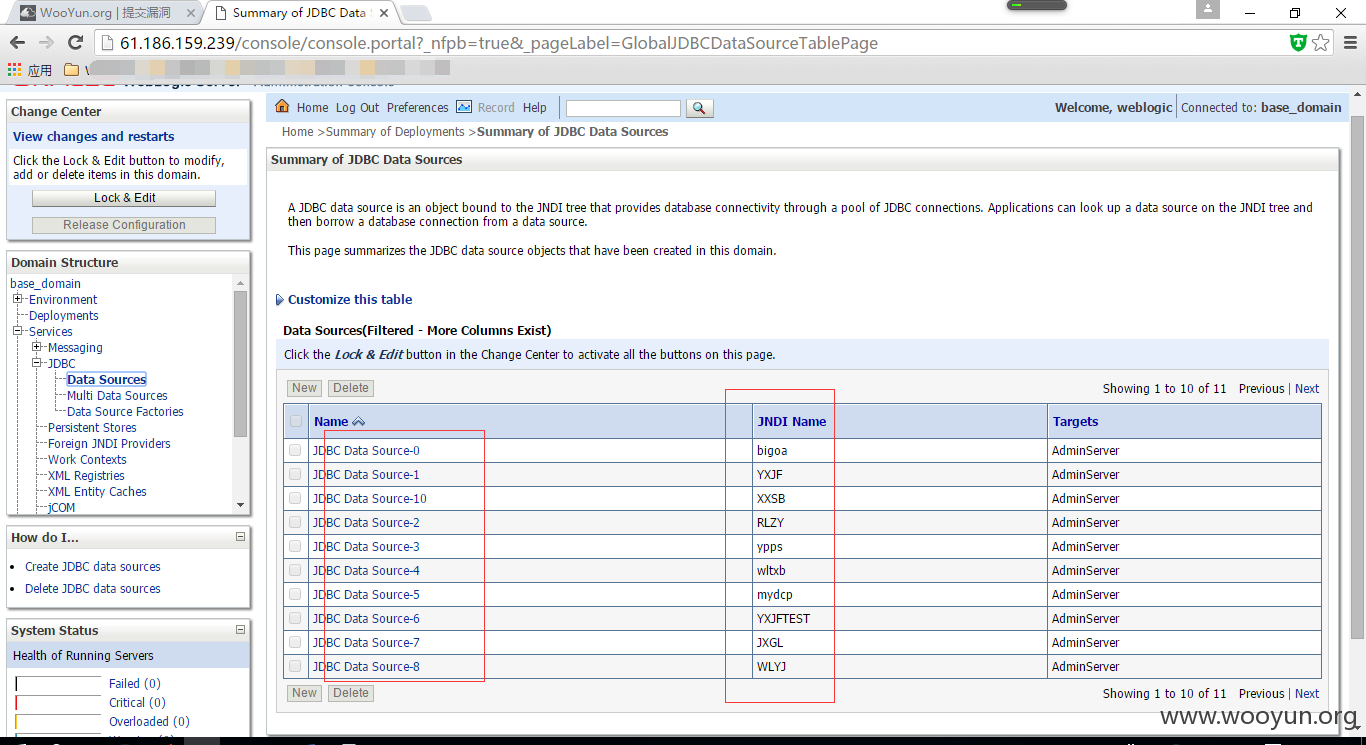 WooYun.org | 提交漏洞
Summary of JDBC Data
61.186.159.239/console/console.portal?_nfpb=true&_pageLabel=GlobalJDBCDataSourceTablePage
应用
Change Center
View changes and restarts
Click the Lock & Edit button to modify,
add or delete items in this domain.
Lock & Edit
Release Configuration
Domain Structure
base_domain
Environment
Deployments
Services
Messaging
JDBC
Data Sources
Multi Data Sources
Data Source Factories
Persistent Stores
Foreign JNDI Providers
Work Contexts
XML Registries
XML Entity Caches
jCOM
How do I...
Create JDBC data sources
Delete JDBC data sources
System Status
Health of Running Servers
Failed (0)
Critical (0)
Overloaded (0)
Home Log Out Preferences Record Help
Welcome, weblogic Connected to: base_domain
Home >Summary of Deployments >Summary of JDBC Data Sources
Summary of JDBC Data Sources
A JDBC data source is an object bound to the JNDI tree that provides database connectivity through a pool of JDBC connections. Applications can look up a data source on the JNDI tree and
then borrow a database connection from a data source.
This page summarizes the JDBC data source objects that have been created in this domain.
Customize this table
Data Sources(Filtered - More Columns Exist)
Click the Lock & Edit button in the Change Center to activate all the buttons on this page.
New Delete Showing 1 to 10 of 11 Previous | Next
Name JNDI Name Targets
JDBC Data Source-0 bigoa AdminServer
JDBC Data Source-1 YXJF AdminServer
JDBC Data Source-10 XXSB AdminServer
JDBC Data Source-2 RLZY AdminServer
JDBC Data Source-3 ypps AdminServer
JDBC Data Source-4 wltxb AdminServer
JDBC Data Source-5 mydcp AdminServer
JDBC Data Source-6 YXJFTEST AdminServer
JDBC Data Source-7 JXGL AdminServer
JDBC Data Source-8 WLYJ AdminServer
New Delete Showing 1 to 10 of 11 Previous | Next
www.wooyun.org